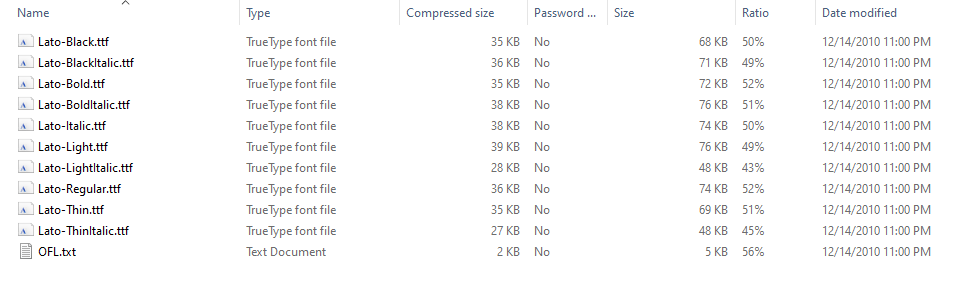 Name Type Compressed size Password ... Size Ratio Date modified
Lato-Black.ttf TrueType font file 35 KB No 68 KB 50% 12/14/2010 11:00 PM
Lato-BlackItalic.ttf TrueType font file 36 KB No 71 KB 49% 12/14/2010 11:00 PM
Lato-Bold.ttf TrueType font file 35 KB No 72 KB 52% 12/14/2010 11:00 PM
Lato-BoldItalic.ttf TrueType font file 38 KB No 76 KB 51% 12/14/2010 11:00 PM
Lato-Italic.ttf TrueType font file 38 KB No 74 KB 50% 12/14/2010 11:00 PM
Lato-Light.ttf TrueType font file 39 KB No 76 KB 49% 12/14/2010 11:00 PM
Lato-LightItalic.ttf TrueType font file 28 KB No 48 KB 43% 12/14/2010 11:00 PM
Lato-Regular.ttf TrueType font file 36 KB No 74 KB 52% 12/14/2010 11:00 PM
Lato-Thin.ttf TrueType font file 35 KB No 69 KB 51% 12/14/2010 11:00 PM
Lato-ThinItalic.ttf TrueType font file 27 KB No 48 KB 45% 12/14/2010 11:00 PM
OFL.txt Text Document 2 KB No 5 KB 56% 12/14/2010 11:00 PM